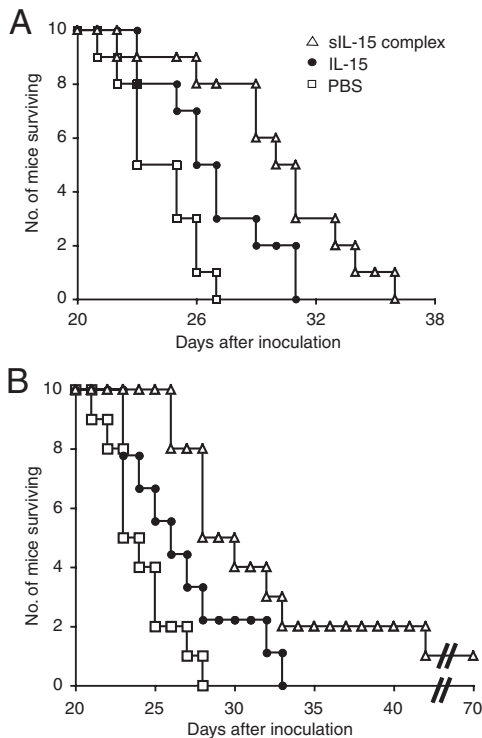 A
10
8
6
4
2
0
No. of mice surviving
sIL-15 complex
IL-15
PBS
20 26 32 38
Days after inoculation
B
10
8
6
4
2
0
No. of mice surviving
20 25 30 35 40 70
Days after inoculation